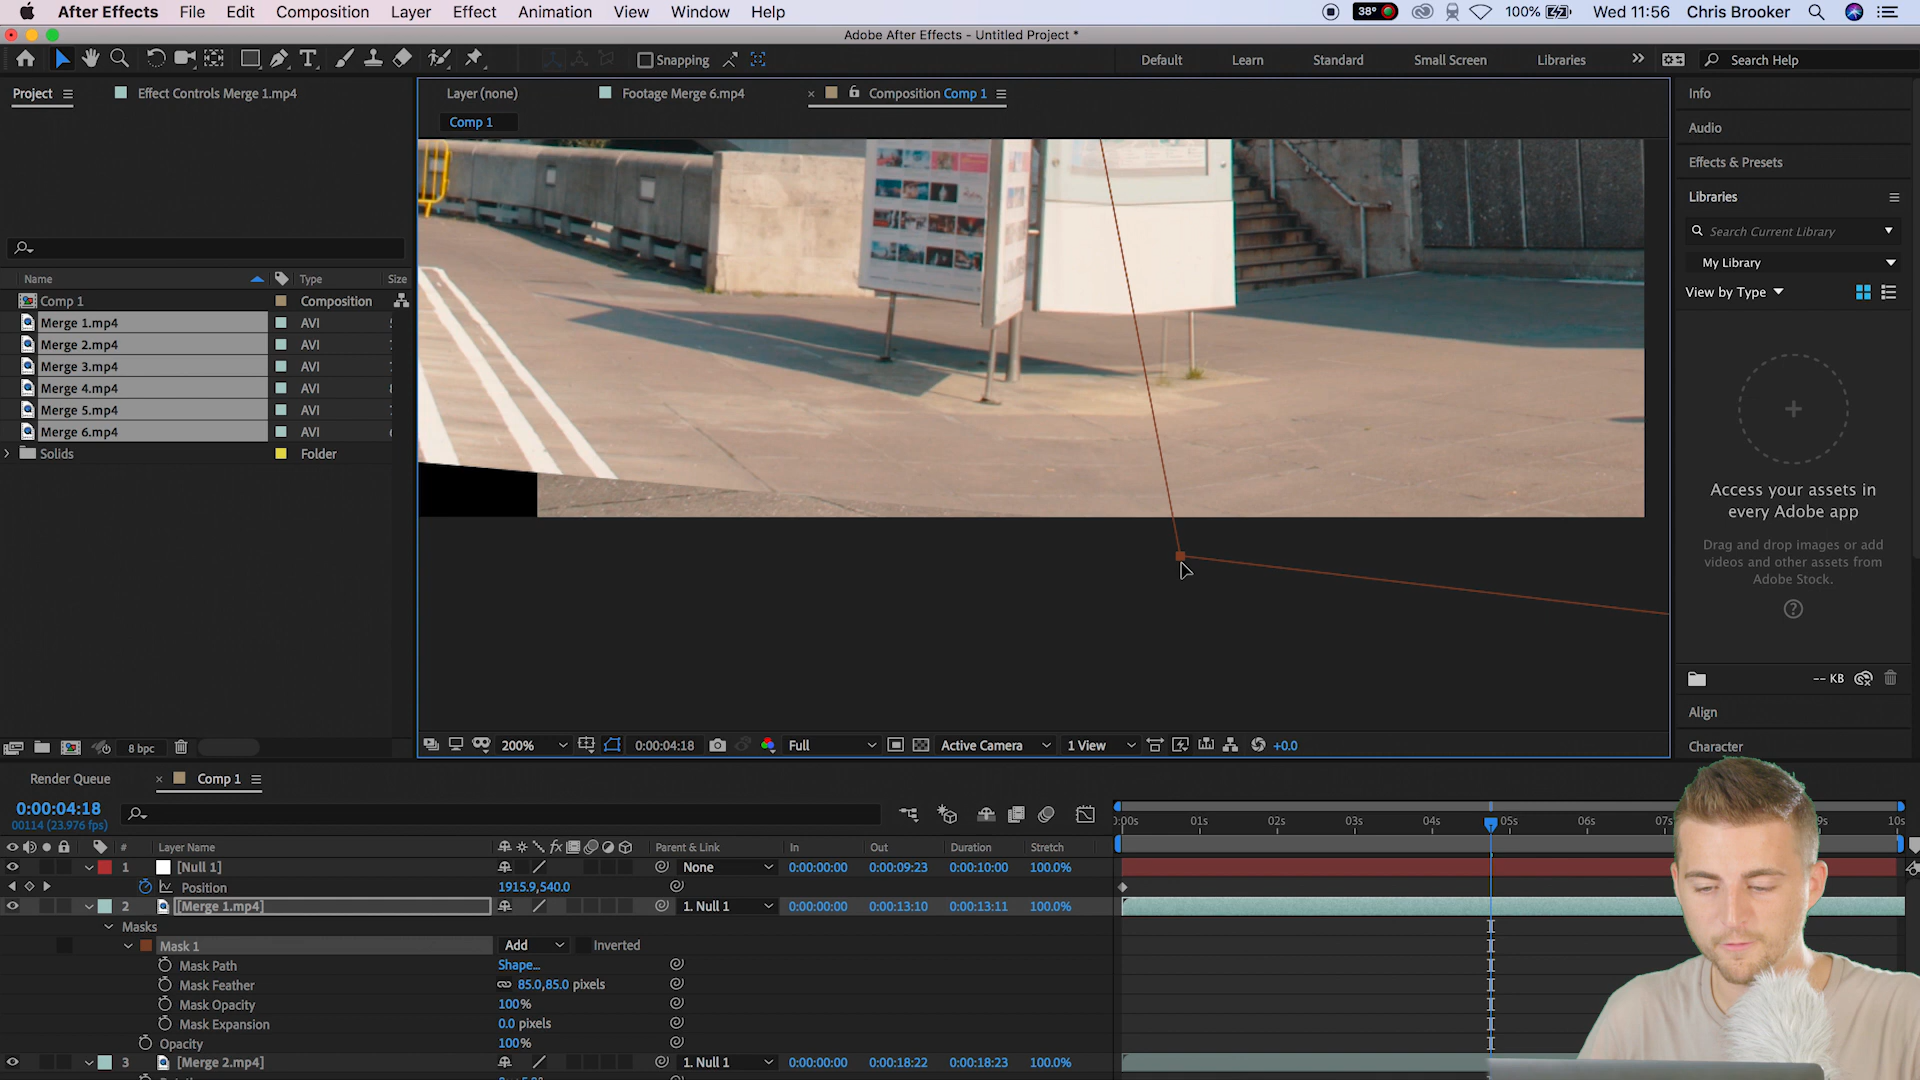 After Effects File Edit Composition Layer Effect Animation View Window Help 38° 100% Wed 11:56 Chris Brooker
Adobe After Effects - Untitled Project *
Snapping Default Learn Standard Small Screen Libraries Search Help
Project Effect Controls Merge 1.mp4 Layer (none) Footage Merge 6.mp4 Composition Comp 1
Comp 1
Info
Audio
Effects & Presets
Libraries
Search Current Library
My Library
View by Type
Name Type Size
Comp 1 Composition
Merge 1.mp4 AVI
Merge 2.mp4 AVI
Merge 3.mp4 AVI
Merge 4.mp4 AVI
Merge 5.mp4 AVI
Merge 6.mp4 AVI
Solids Folder
Access your assets in
every Adobe app
Drag and drop images or add
videos and other assets from
Adobe Stock.
-- KB
Align
Character
8 bpc
200% 0:00:04:18 Full Active Camera 1 View +0.0
Render Queue Comp 1
0:00:04:18
00114 (23.976 fps)
:00s 01s 02s 03s 04s 05s 06s 07s 9s 10s
# Layer Name Parent & Link In Out Duration Stretch
1 [Null 1] None 0:00:00:00 0:00:09:23 0:00:10:00 100.0%
Position 1915.9,540.0
2 [Merge 1.mp4] 1. Null 1 0:00:00:00 0:00:13:10 0:00:13:11 100.0%
Masks
Mask 1 Add Inverted
Mask Path Shape...
Mask Feather 85.0,85.0 pixels
Mask Opacity 100%
Mask Expansion 0.0 pixels
Opacity 100%
3 [Merge 2.mp4] 1. Null 1 0:00:00:00 0:00:18:22 0:00:18:23 100.0%